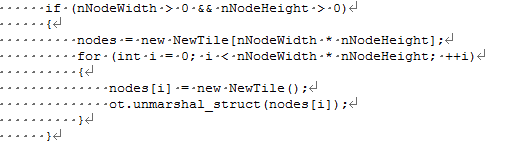 if (nNodeWidth > 0 && nNodeHeight > 0)
{
nodes = new NewTile[nNodeWidth * nNodeHeight];
for (int i = 0; i < nNodeWidth * nNodeHeight; ++i)
{
nodes[i] = new NewTile();
ot.unmarshal_struct(nodes[i]);
}
}